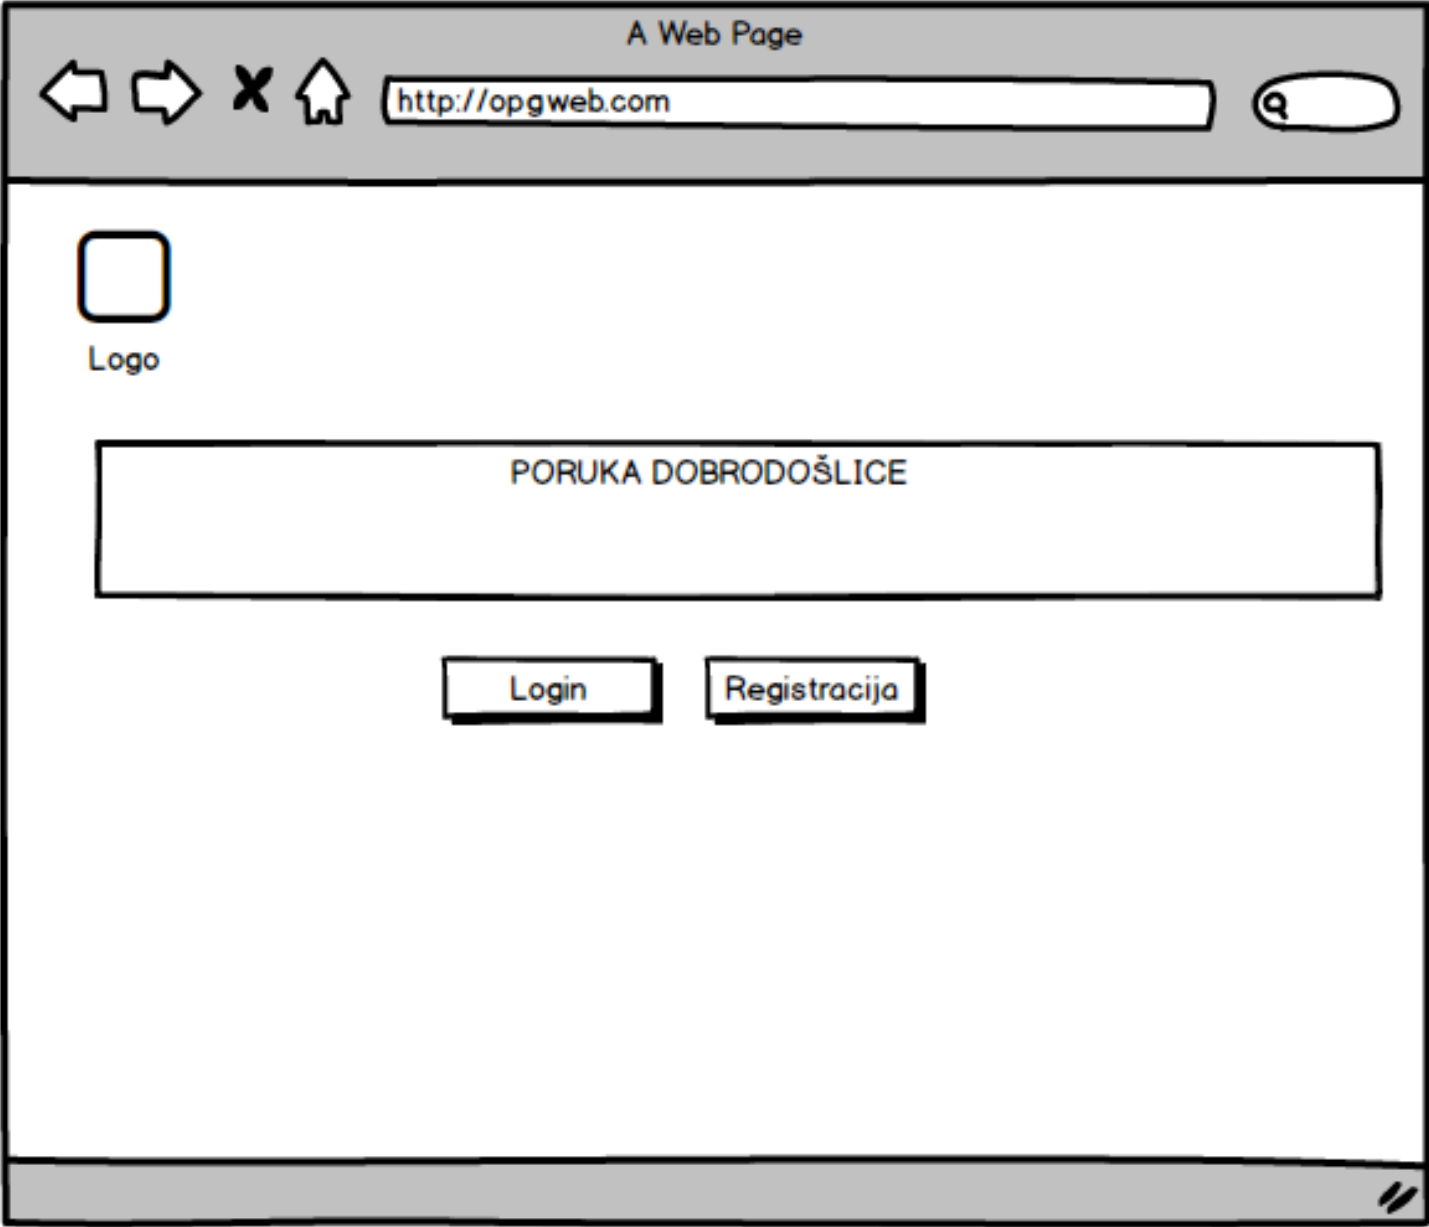 A Web Page
http://opgweb.com
Logo
PORUKA DOBRODOŠLICE
Login
Registracija